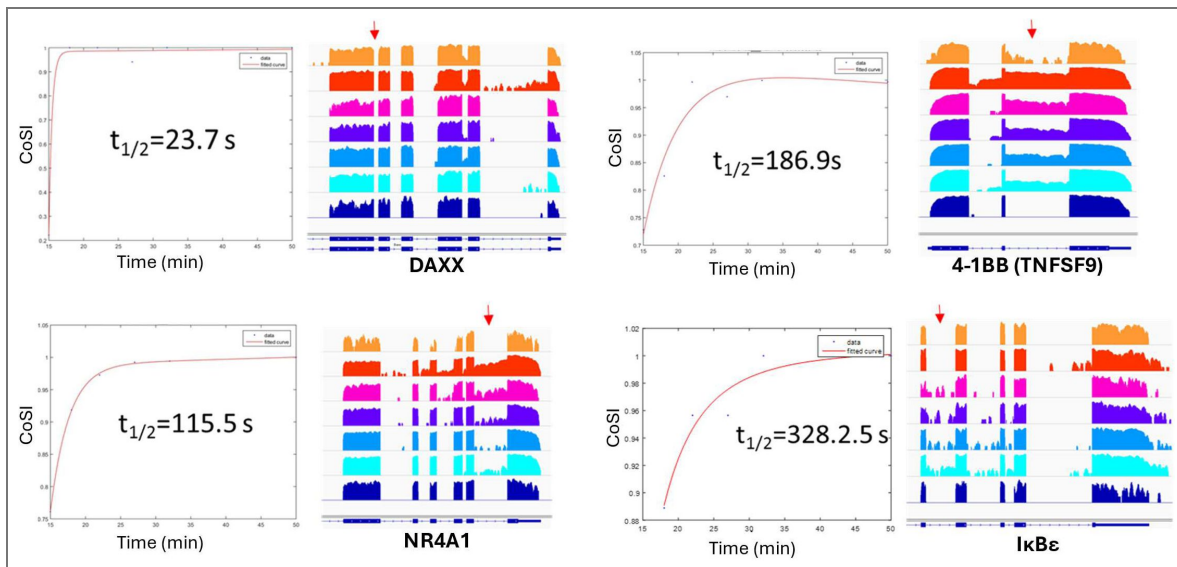 1
0.9
0.8
0.7
0.6
0.5
0.4
0.3
0.2
15 20 25 30 35 40 45 50
CoSI
Time (min)
data
fitted curve
t1/2=23.7 s
DAXX
1.05
1
0.95
0.9
0.85
0.8
0.75
0.7
15 20 25 30 35 40 45 50
CoSI
Time (min)
data
fitted curve
t1/2=186.9s
4-1BB (TNFSF9)
1.05
1
0.95
0.9
0.85
0.8
0.75
15 20 25 30 35 40 45 50
CoSI
Time (min)
data
fitted curve
t1/2=115.5 s
NR4A1
1.02
1
0.98
0.96
0.94
0.92
0.9
0.88
15 20 25 30 35 40 45 50
CoSI
Time (min)
data
fitted curve
t1/2=328.2.5 s
IκBε